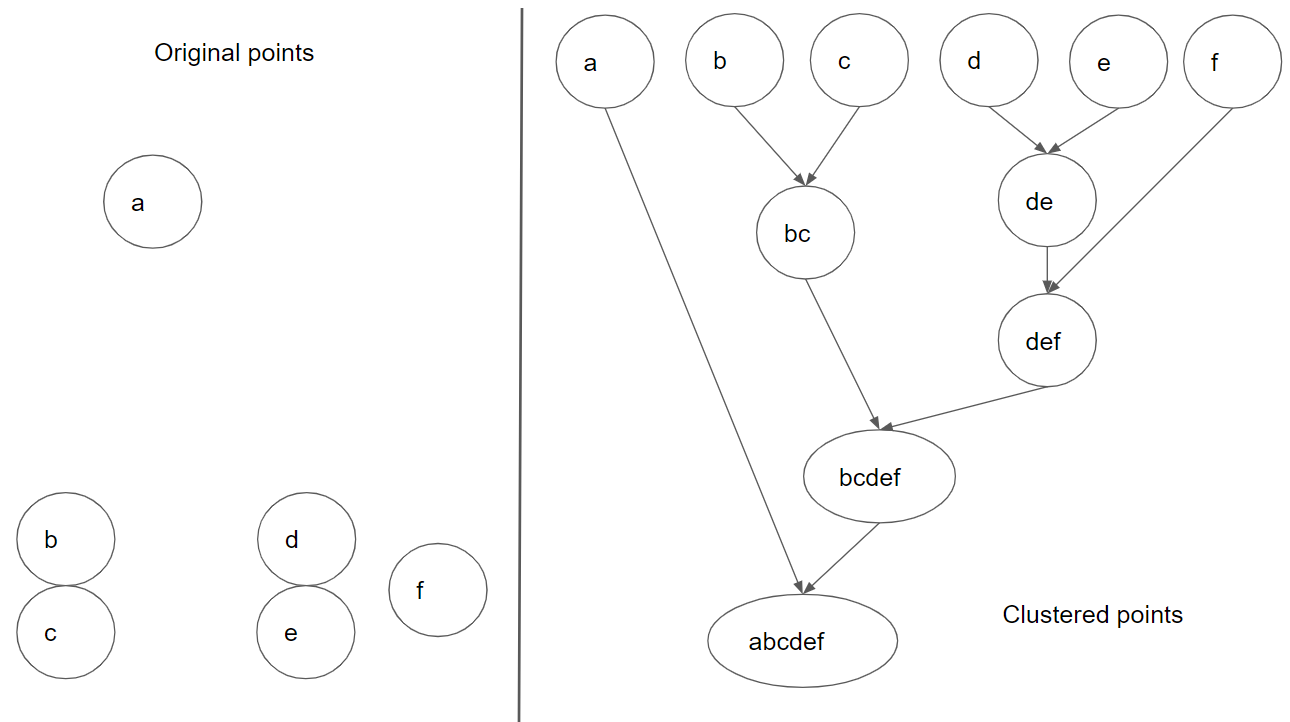 Original points
a
b
c
d
e
f
a
b
c
d
e
f
bc
de
def
bcdef
abcdef
Clustered points